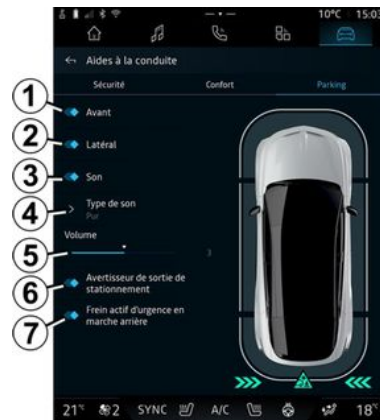 10°C 15:03
Aides à la conduite
Sécurité Confort Parking
1 Avant
2 Latéral
3 Son
4 Type de son
Pur
Volume
5 3
6 Avertisseur de sortie de
stationnement
7 Frein actif d'urgence en
marche arrière
21°C 2 SYNC A/C 18°